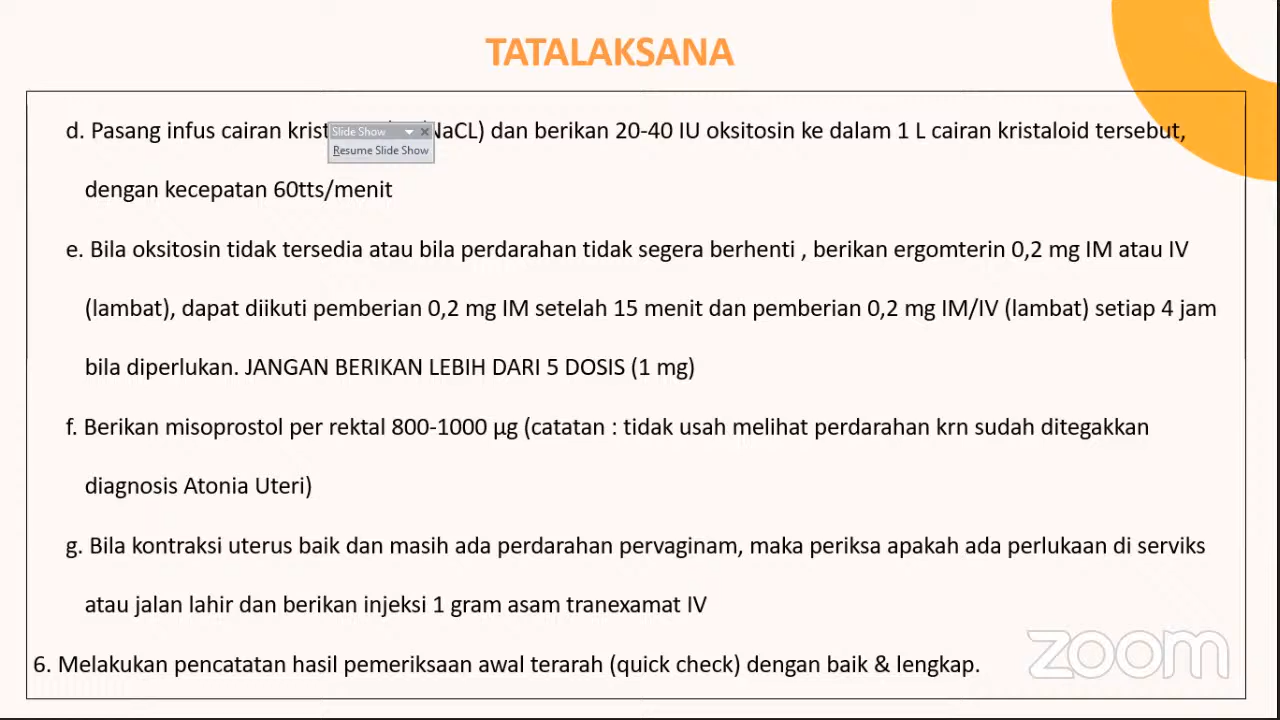 TATALAKSANA
d. Pasang infus cairan NaCL) dan berikan 20-40 IU oksitosin ke dalam 1 L cairan kristaloid tersebut,
Slide Show
Resume Slide Show
dengan kecepatan 60tts/menit
e. Bila oksitosin tidak tersedia atau bila perdarahan tidak segera berhenti , berikan ergomterin 0,2 mg IM atau IV
(lambat), dapat diikuti pemberian 0,2 mg IM setelah 15 menit dan pemberian 0,2 mg IM/IV (lambat) setiap 4 jam
bila diperlukan. JANGAN BERIKAN LEBIH DARI 5 DOSIS (1 mg)
f. Berikan misoprostol per rektal 800-1000 µg (catatan : tidak usah melihat perdarahan krn sudah ditegakkan
diagnosis Atonia Uteri)
g. Bila kontraksi uterus baik dan masih ada perdarahan pervaginam, maka periksa apakah ada perlukaan di serviks
atau jalan lahir dan berikan injeksi 1 gram asam tranexamat IV
6. Melakukan pencatatan hasil pemeriksaan awal terarah (quick check) dengan baik & lengkap.
zoom